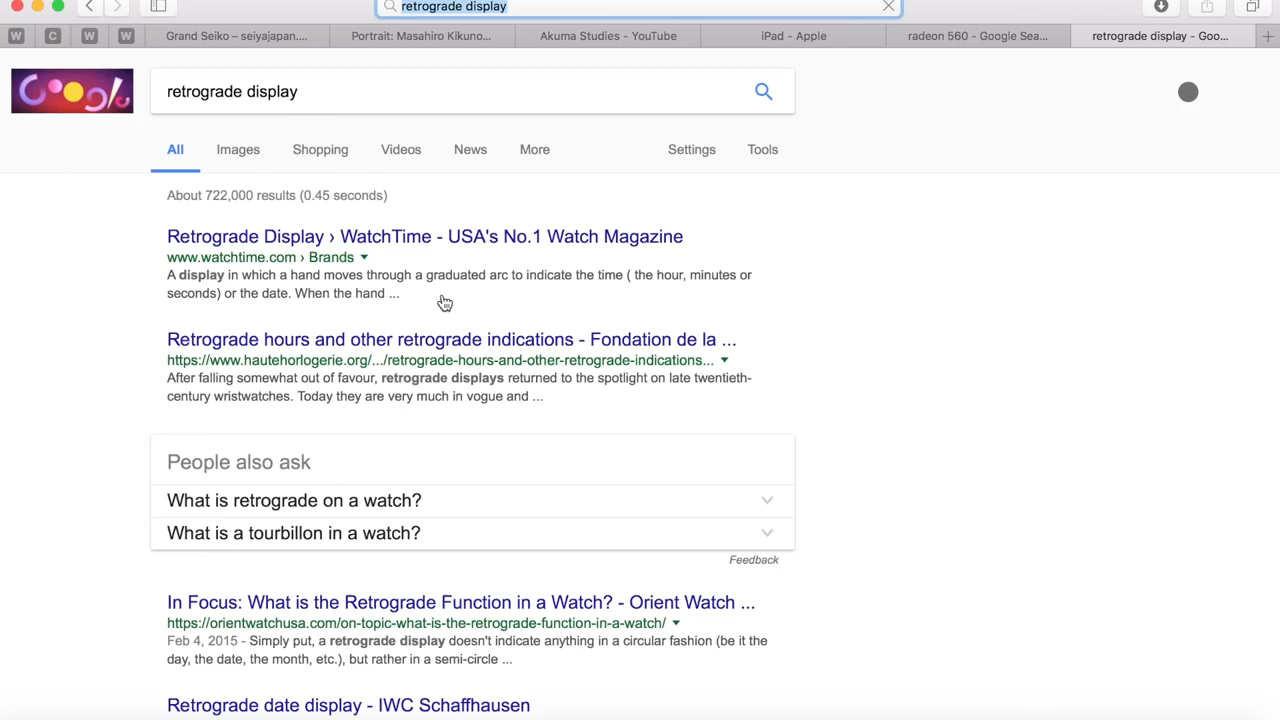 retrograde display
W C W W Grand Seiko – seiyajapan.... Portrait: Masahiro Kikuno... Akuma Studies - YouTube iPad - Apple radeon 560 - Google Sea... retrograde display - Goo...
Google
retrograde display
All Images Shopping Videos News More Settings Tools
About 722,000 results (0.45 seconds)
Retrograde Display › WatchTime - USA's No.1 Watch Magazine
www.watchtime.com › Brands
A display in which a hand moves through a graduated arc to indicate the time ( the hour, minutes or
seconds) or the date. When the hand ...
Retrograde hours and other retrograde indications - Fondation de la ...
https://www.hautehorlogerie.org/.../retrograde-hours-and-other-retrograde-indications...
After falling somewhat out of favour, retrograde displays returned to the spotlight on late twentieth-
century wristwatches. Today they are very much in vogue and ...
People also ask
What is retrograde on a watch?
What is a tourbillon in a watch?
Feedback
In Focus: What is the Retrograde Function in a Watch? - Orient Watch ...
https://orientwatchusa.com/on-topic-what-is-the-retrograde-function-in-a-watch/
Feb 4, 2015 - Simply put, a retrograde display doesn't indicate anything in a circular fashion (be it the
day, the date, the month, etc.), but rather in a semi-circle ...
Retrograde date display - IWC Schaffhausen